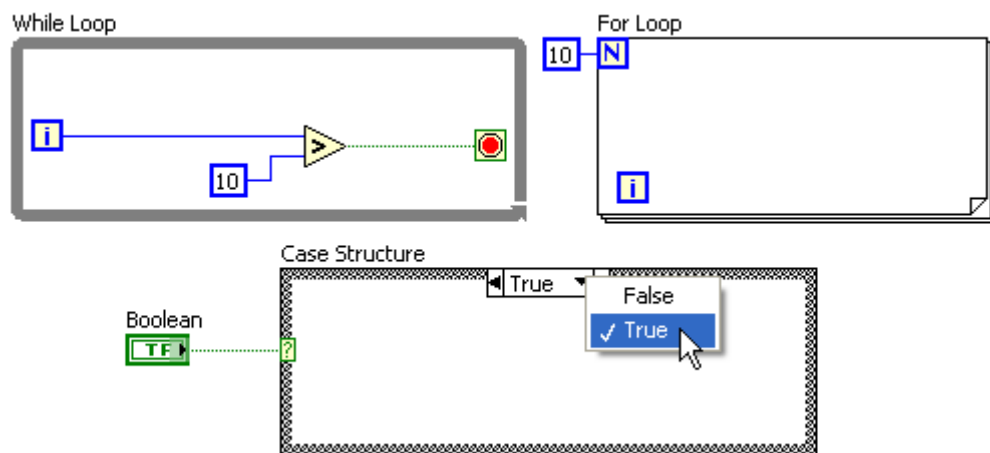 While Loop
For Loop
10 N
i
>
10
i
Case Structure
True
False
✓ True
Boolean
TF
?